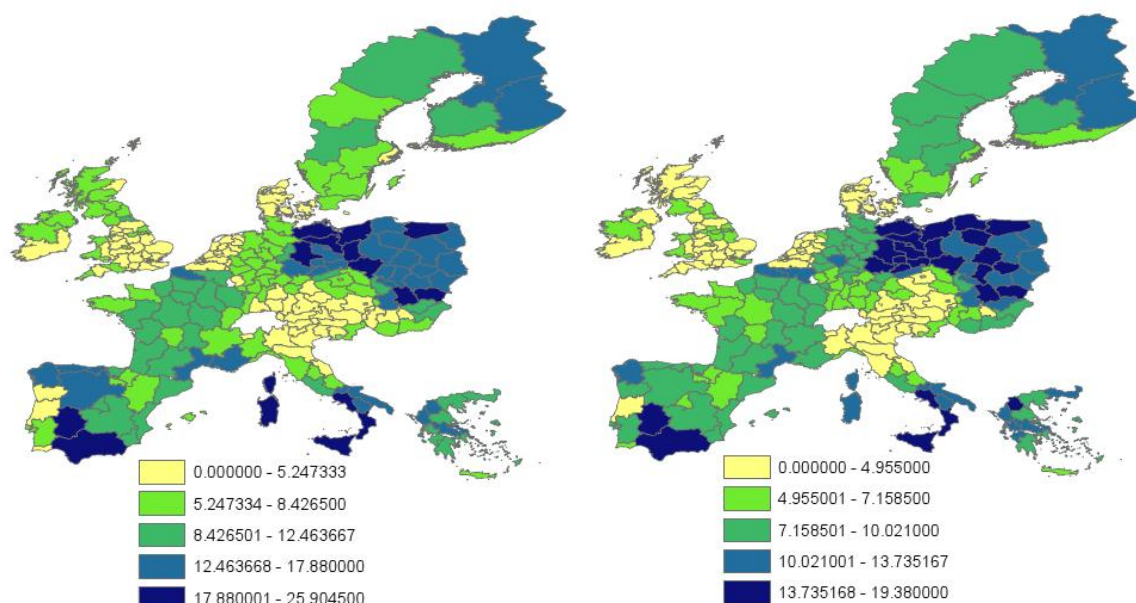 0.000000 - 5.247333
5.247334 - 8.426500
8.426501 - 12.463667
12.463668 - 17.880000
17.880001 - 25.904500
0.000000 - 4.955000
4.955001 - 7.158500
7.158501 - 10.021000
10.021001 - 13.735167
13.735168 - 19.380000